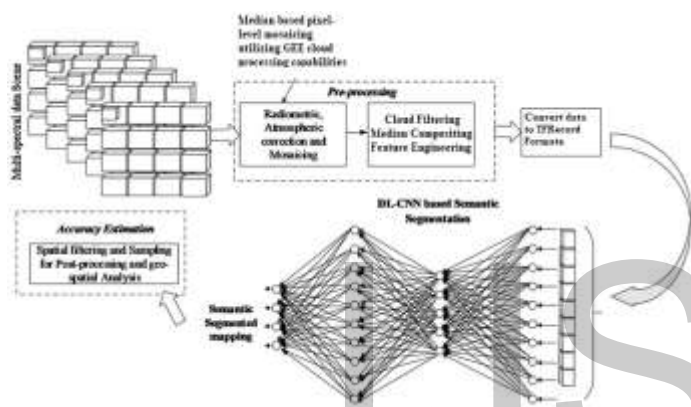 Median based pixel-
level mosaicing
utilizing GEE cloud
processing capabilities
Multi-spectral data Scene
Pre-processing
Radiometric,
Atmospheric
correction and
Mosaicing
Cloud Filtering
Median Compositing
Feature Engineering
Convert data
to TFRecord
Formate
DL-CNN based Semantic
Segmentation
Accuracy Estimation
Spatial filtering and Sampling
for Post-processing and geo-
spatial Analysis
Semantic
Segmented
mapping